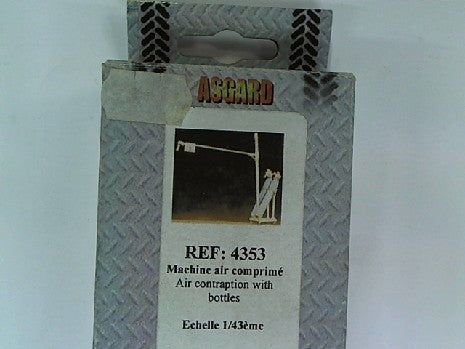 ASGARD
REF: 4353
Machine air comprimé
Air contraption with
bottles
Echelle 1/43ème